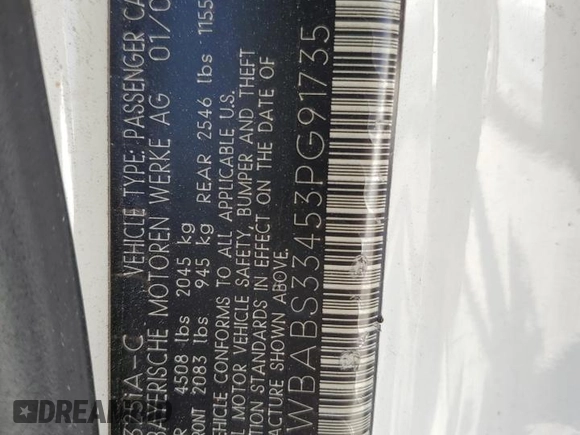 VEHICLE TYPE: PASSENGER CA
BAYERISCHE MOTOREN WERKE AG 01/0
4508 lbs 2045 kg
FRONT 2083 lbs 945 kg REAR 2546 lbs 1155
VEHICLE CONFORMS TO ALL APPLICABLE U.S.
MOTOR VEHICLE SAFETY, BUMPER AND THEFT
STANDARDS IN EFFECT ON THE DATE OF
FACTURE SHOWN ABOVE:
WBABS33453PG91735
DREAMBID